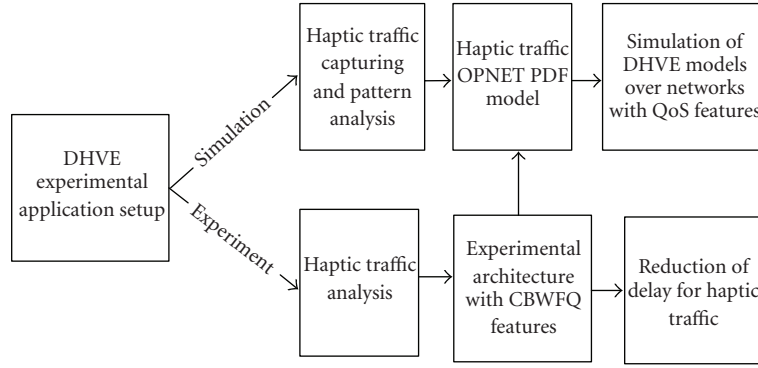 DHVE
experimental
application setup
Simulation
Experiment
Haptic traffic
capturing
and pattern
analysis
Haptic traffic
OPNET PDF
model
Simulation of
DHVE models
over networks
with QoS features
Haptic traffic
analysis
Experimental
architecture
with CBWFQ
features
Reduction of
delay for haptic
traffic